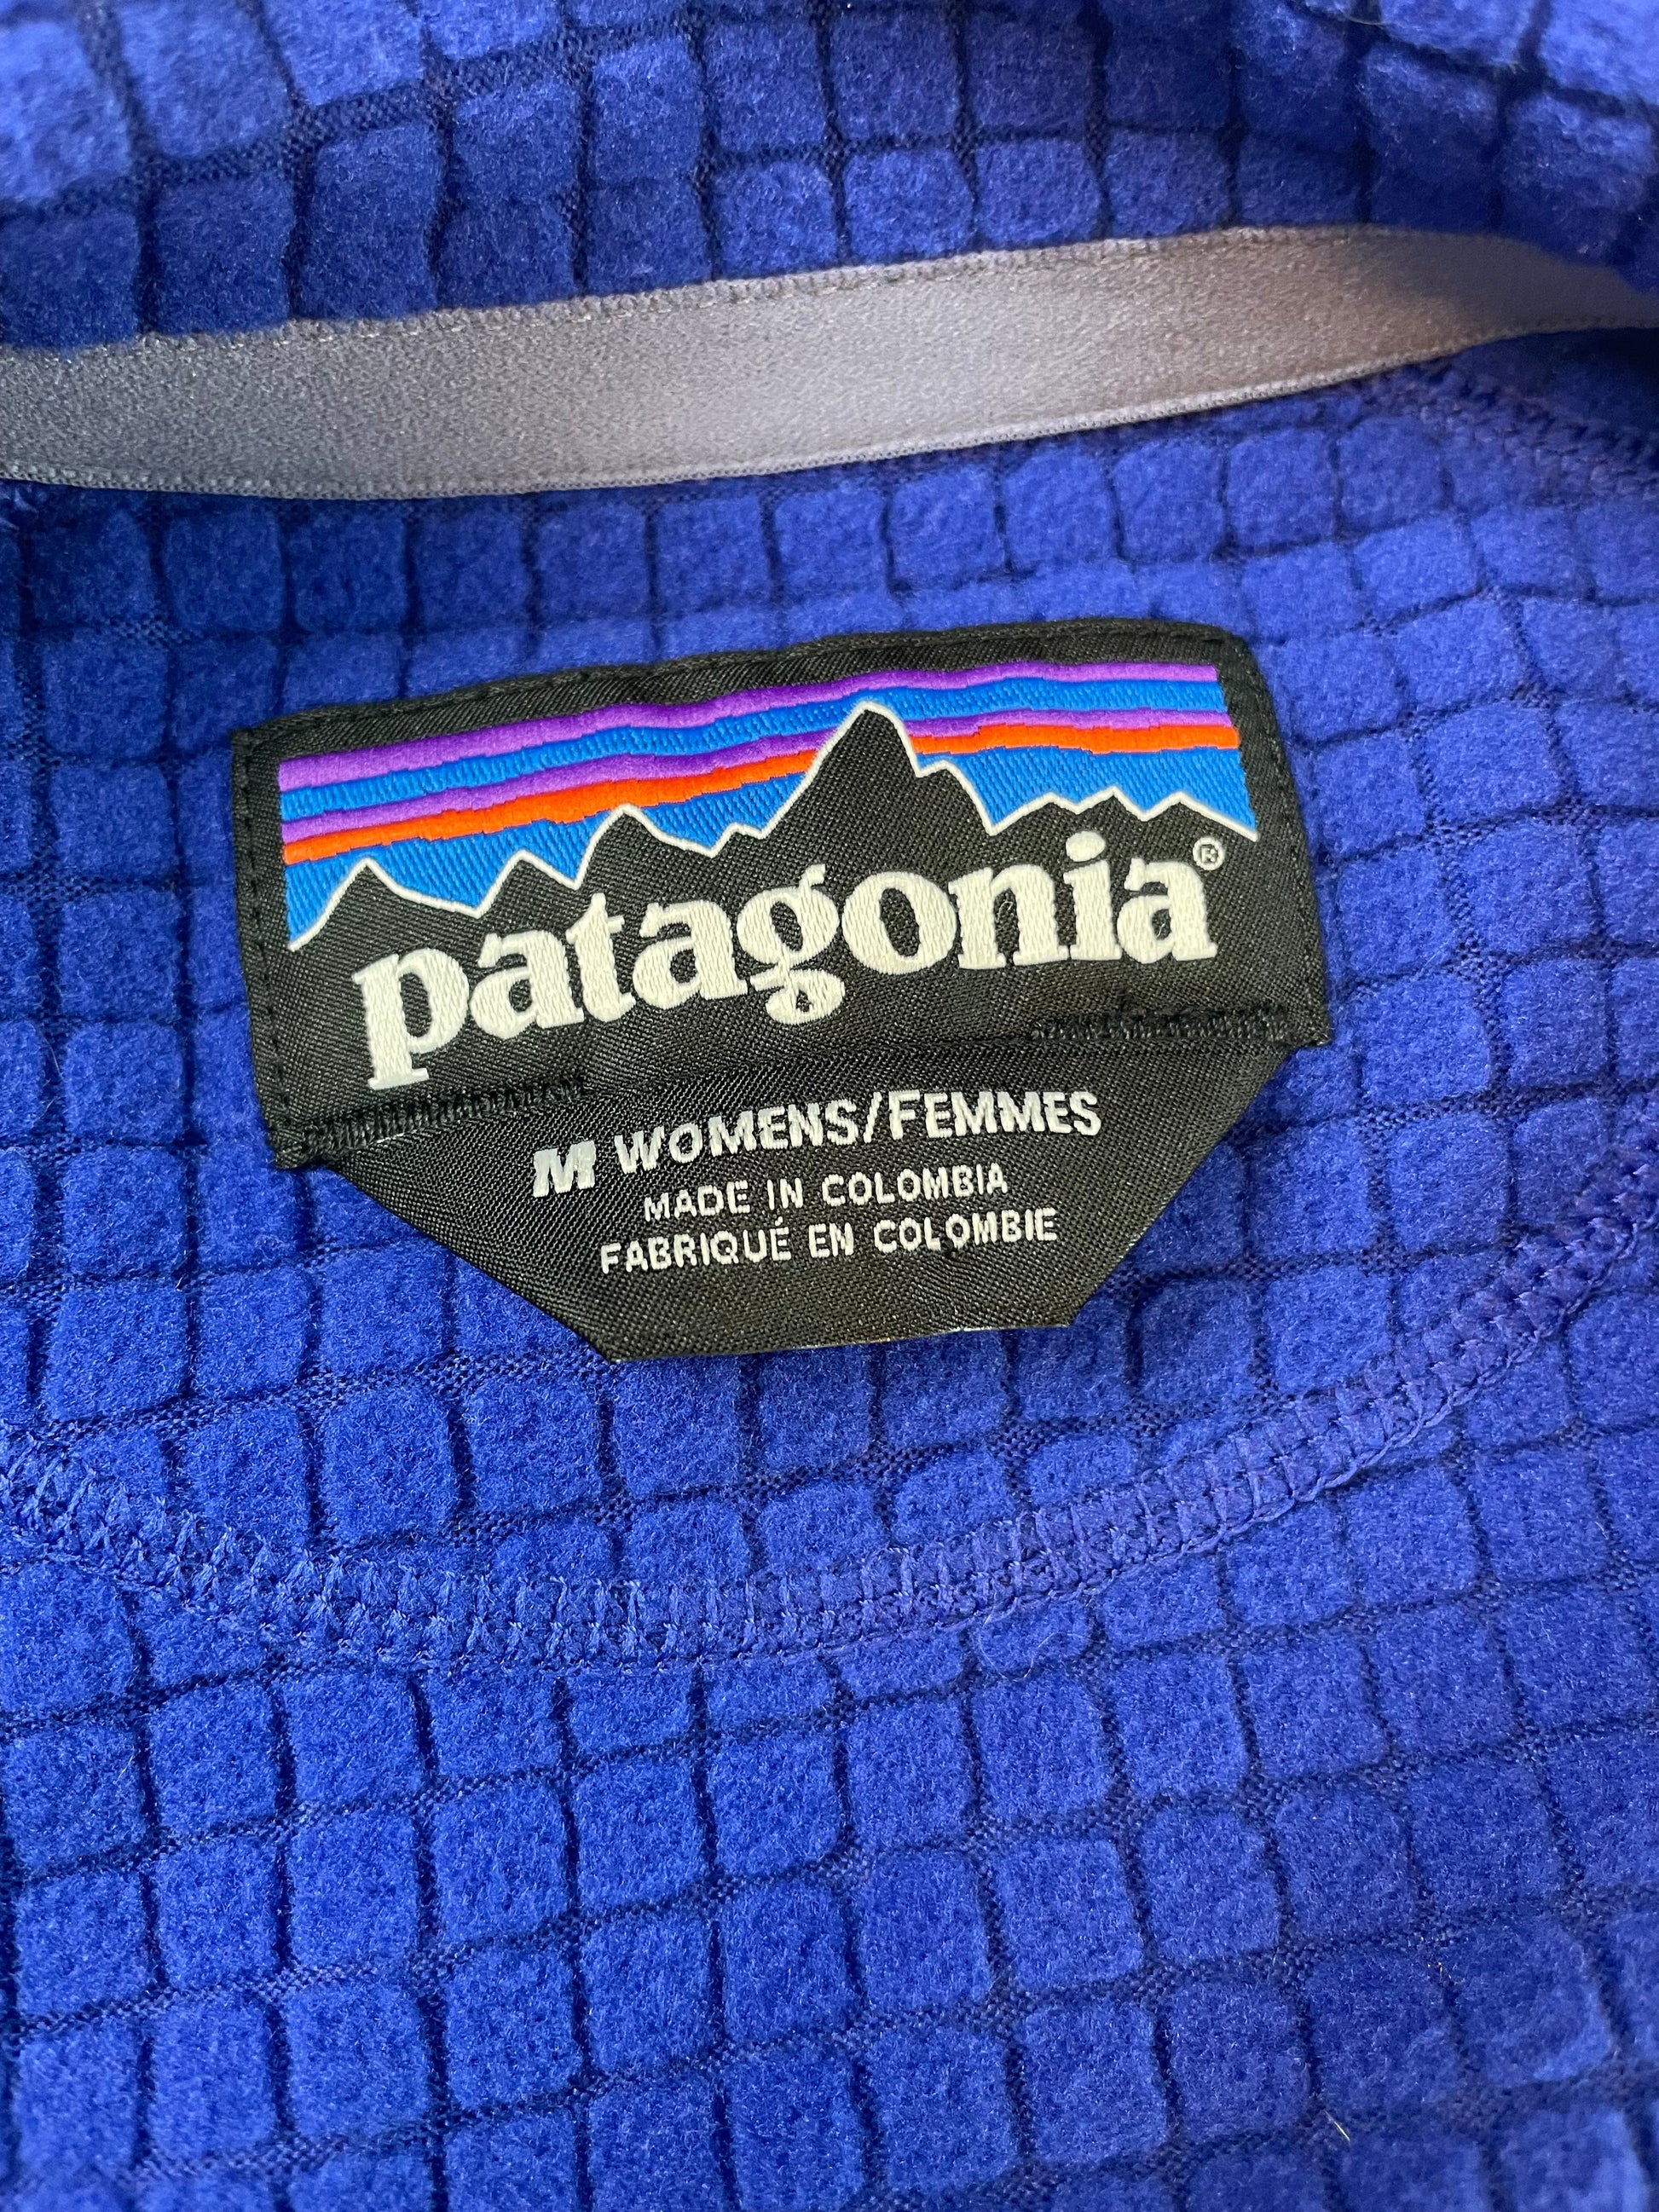 patagonia®
M WOMENS/FEMMES
MADE IN COLOMBIA
FABRIQUÉ EN COLOMBIE